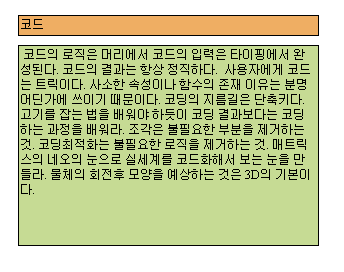 코드
코드의 로직은 머리에서 코드의 입력은 타이핑에서 완
성된다. 코드의 결과는 항상 정직하다. 사용자에게 코드
는 트릭이다. 사소한 속성이나 함수의 존재 이유는 분명
어딘가에 쓰이기 때문이다. 코딩의 지름길은 단축키다.
고기를 잡는 법을 배워야 하듯이 코딩 결과보다는 코딩
하는 과정을 배워라. 조각은 불필요한 부분을 제거하는
것. 코딩최적화는 불필요한 로직을 제거하는 것. 매트릭
스의 네오의 눈으로 실세계를 코드화해서 보는 눈을 만
들라. 물체의 회전후 모양을 예상하는 것은 3D의 기본이
다.